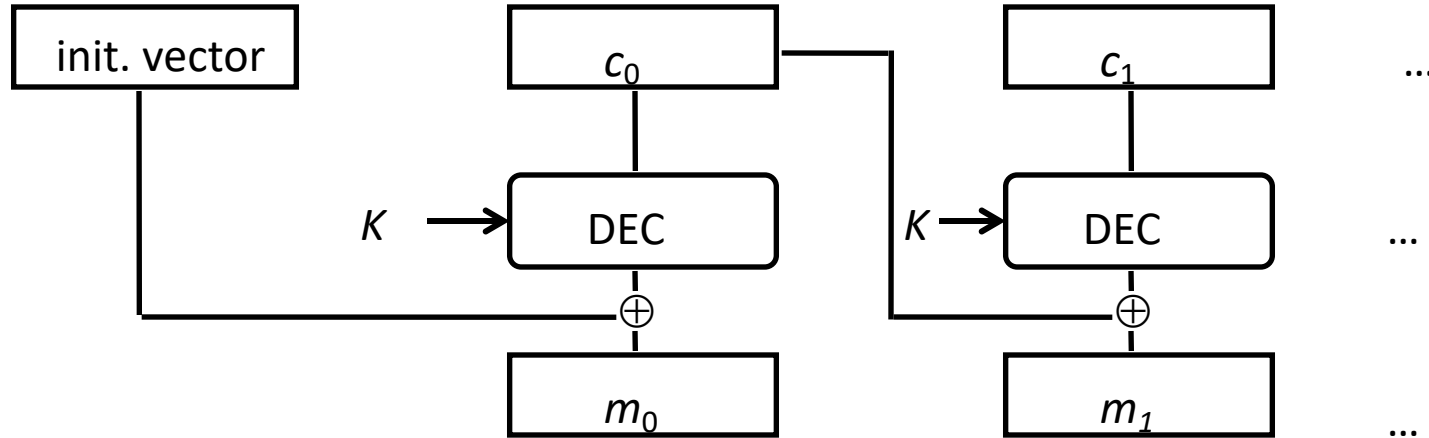 init. vector c₀ c₁ ...
K DEC K DEC ...
⊕ ⊕
m₀ m₁ ...